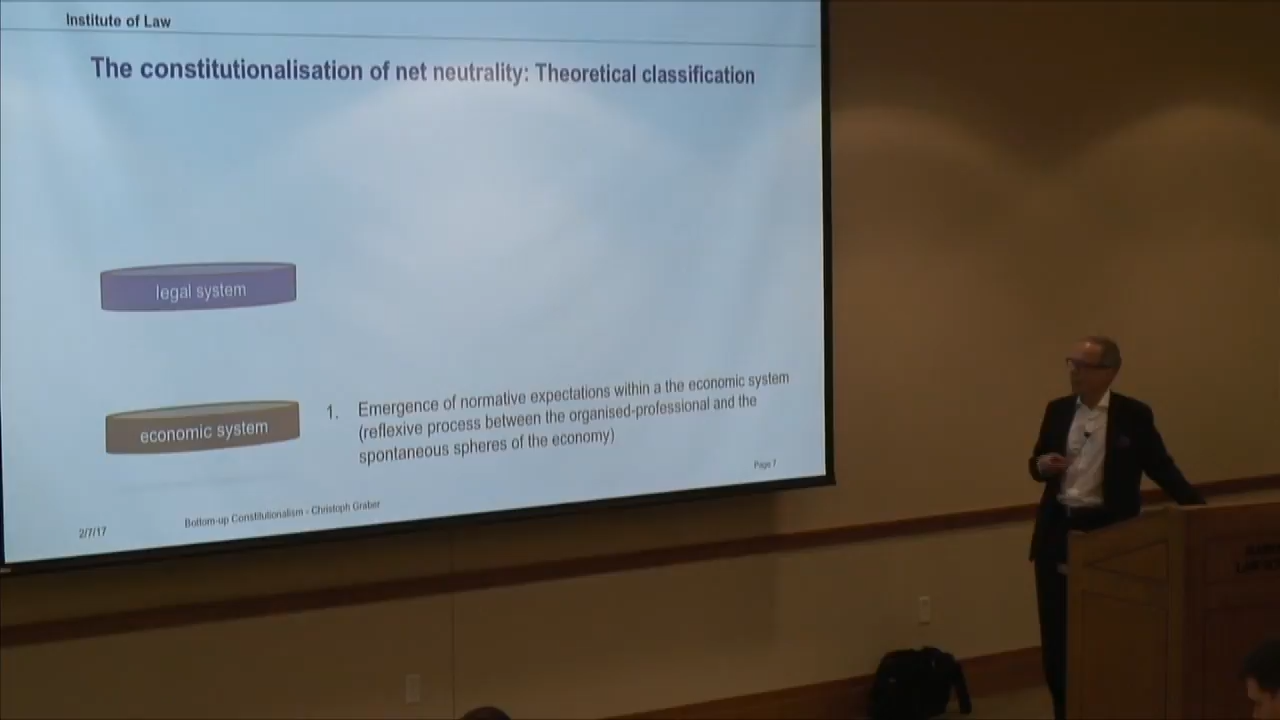 Institute of Law
The constitutionalisation of net neutrality: Theoretical classification
legal system
economic system
1. Emergence of normative expectations within a the economic system
(reflexive process between the organised-professional and the
spontaneous spheres of the economy)
Page 7
2/7/17
Bottom-up Constitutionalism - Christoph Graber